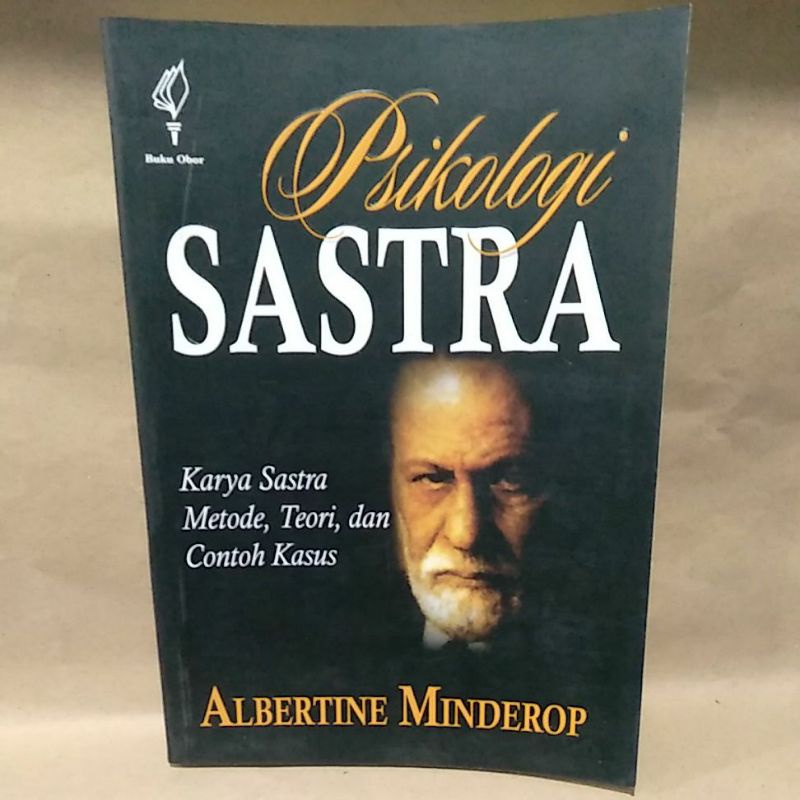 Buku Obor
Psikologi
SASTRA
Karya Sastra
Metode, Teori, dan
Contoh Kasus
ALBERTINE MINDEROP